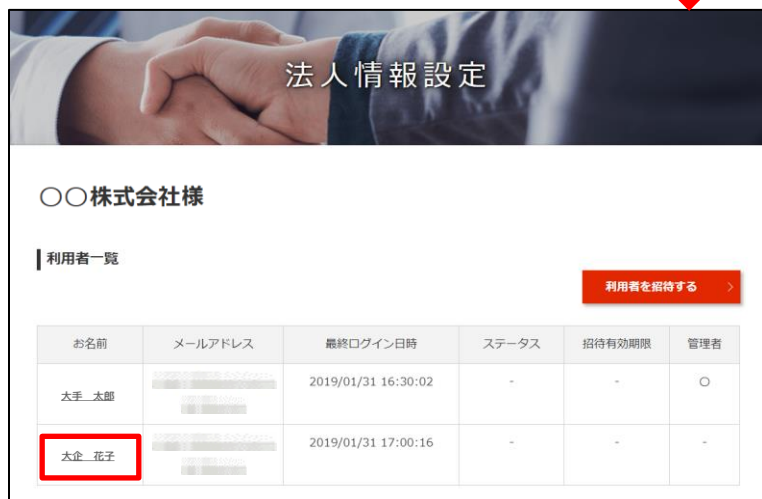 法人情報設定
〇〇株式会社様
利用者一覧
利用者を招待する
お名前 メールアドレス 最終ログイン日時 ステータス 招待有効期限 管理者
大手　太郎 2019/01/31 16:30:02 - - 〇
大企　花子 2019/01/31 17:00:16 - - -